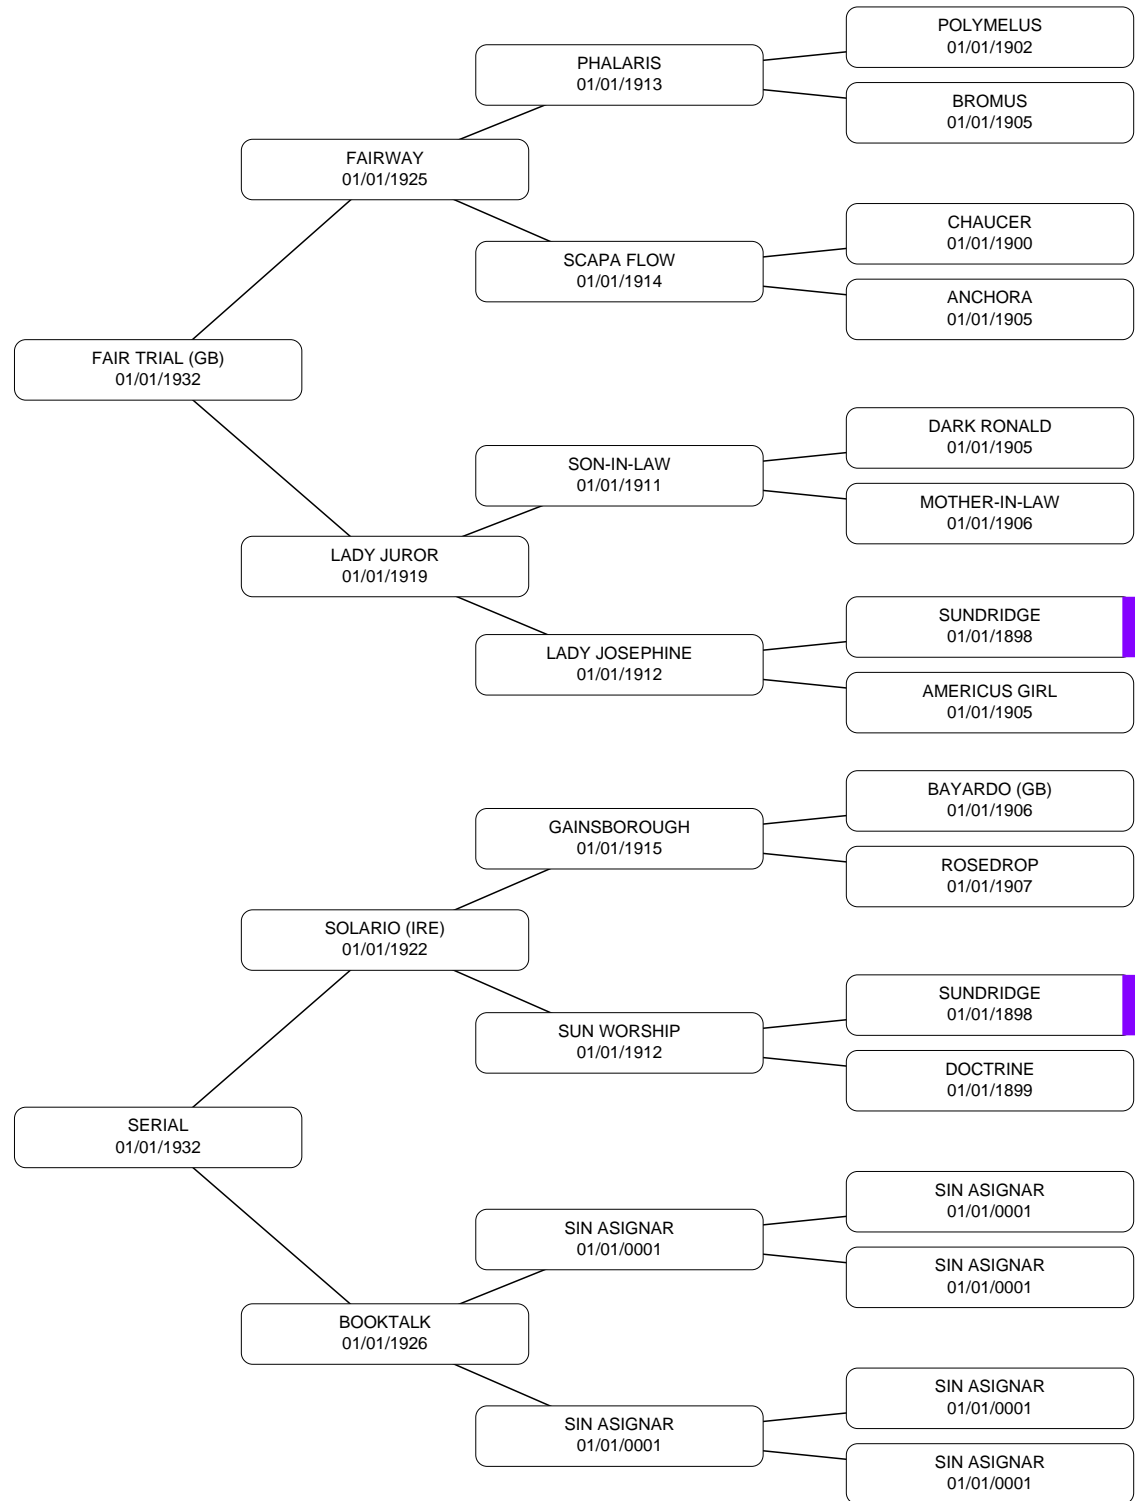 POLYMELUS
01/01/1902
PHALARIS
01/01/1913
BROMUS
01/01/1905
FAIRWAY
01/01/1925
CHAUCER
01/01/1900
SCAPA FLOW
01/01/1914
ANCHORA
01/01/1905
FAIR TRIAL (GB)
01/01/1932
DARK RONALD
01/01/1905
SON-IN-LAW
01/01/1911
MOTHER-IN-LAW
01/01/1906
LADY JUROR
01/01/1919
SUNDRIDGE
01/01/1898
LADY JOSEPHINE
01/01/1912
AMERICUS GIRL
01/01/1905
BAYARDO (GB)
01/01/1906
GAINSBOROUGH
01/01/1915
ROSEDROP
01/01/1907
SOLARIO (IRE)
01/01/1922
SUNDRIDGE
01/01/1898
SUN WORSHIP
01/01/1912
DOCTRINE
01/01/1899
SERIAL
01/01/1932
SIN ASIGNAR
01/01/0001
SIN ASIGNAR
01/01/0001
SIN ASIGNAR
01/01/0001
BOOKTALK
01/01/1926
SIN ASIGNAR
01/01/0001
SIN ASIGNAR
01/01/0001
SIN ASIGNAR
01/01/0001